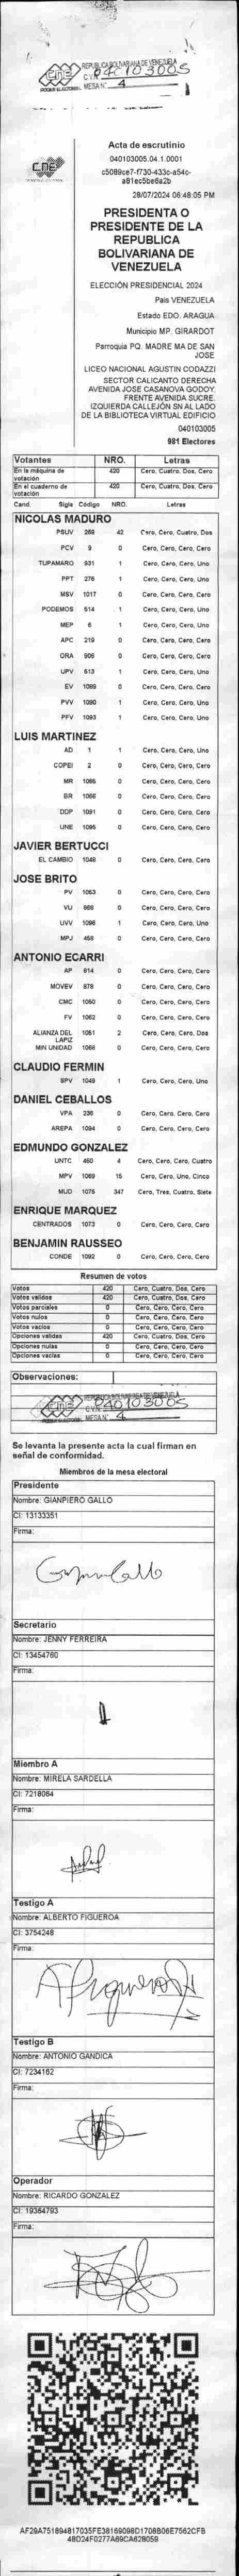 REPUBLICA BOLIVARIANA DE VENEZUELA
CNE
C.V. 040103005
PODER ELECTORAL
MESA N° 4
CNE
Acta de escrutinio
040103005.04.1.0001
28/07/2024 06:48:05 PM
PRESIDENTA O
PRESIDENTE DE LA
REPUBLICA
BOLIVARIANA DE
VENEZUELA
ELECCIÓN PRESIDENCIAL 2024
Pais VENEZUELA
Estado EDO. ARAGUA
Municipio MP. GIRARDOT
Parroquia PQ. MADRE MA DE SAN
JOSE
LICEO NACIONAL AGUSTIN CODAZZI
SECTOR CALICANTO DERECHA
AVENIDA JOSE CASANOVA GODOY.
FRENTE AVENIDA SUCRE.
IZQUIERDA CALLEJÓN SN AL LADO
DE LA BIBLIOTECA VIRTUAL EDIFICIO
040103005
981 Electores
Votantes NRO. Letras
En la máquina de votación 420 Cero, Cuatro, Dos, Cero
En el cuaderno de votación 420 Cero, Cuatro, Dos, Cero
Cand. Sigla Código NRO. Letras
NICOLAS MADURO
PSUV 269 42 Cero, Cero, Cuatro, Dos
PCV 9 0 Cero, Cero, Cero, Cero
TUPAMARO 931 1 Cero, Cero, Cero, Uno
PPT 276 1 Cero, Cero, Cero, Uno
MSV 1017 0 Cero, Cero, Cero, Cero
PODEMOS 514 1 Cero, Cero, Cero, Uno
MEP 6 1 Cero, Cero, Cero, Uno
APC 219 0 Cero, Cero, Cero, Cero
ORA 905 0 Cero, Cero, Cero, Cero
UPV 513 1 Cero, Cero, Cero, Uno
EV 1089 0 Cero, Cero, Cero, Cero
PVV 1090 1 Cero, Cero, Cero, Uno
PFV 1093 1 Cero, Cero, Cero, Uno
LUIS MARTINEZ
AD 1 1 Cero, Cero, Cero, Uno
COPEI 2 0 Cero, Cero, Cero, Cero
MR 0 Cero, Cero, Cero, Cero
BR 0 Cero, Cero, Cero, Cero
DDP 1091 0 Cero, Cero, Cero, Cero
UNE 1095 0 Cero, Cero, Cero, Cero
JAVIER BERTUCCI
EL CAMBIO 1048 0 Cero, Cero, Cero, Cero
JOSE BRITO
PV 1053 0 Cero, Cero, Cero, Cero
VU 0 Cero, Cero, Cero, Cero
UVV 1096 1 Cero, Cero, Cero, Uno
MPJ 458 0 Cero, Cero, Cero, Cero
ANTONIO ECARRI
AP 814 0 Cero, Cero, Cero, Cero
MOVEV 878 0 Cero, Cero, Cero, Cero
CMC 1050 0 Cero, Cero, Cero, Cero
FV 1062 0 Cero, Cero, Cero, Cero
ALIANZA DEL LAPIZ 1051 2 Cero, Cero, Cero, Dos
MIN UNIDAD 1068 0 Cero, Cero, Cero, Cero
CLAUDIO FERMIN
SPV 1049 1 Cero, Cero, Cero, Uno
DANIEL CEBALLOS
VPA 236 0 Cero, Cero, Cero, Cero
AREPA 1094 0 Cero, Cero, Cero, Cero
EDMUNDO GONZALEZ
UNTC 460 4 Cero, Cero, Cero, Cuatro
MPV 1069 15 Cero, Cero, Uno, Cinco
MUD 1075 347 Cero, Tres, Cuatro, Siete
ENRIQUE MARQUEZ
CENTRADOS 1073 0 Cero, Cero, Cero, Cero
BENJAMIN RAUSSEO
CONDE 1092 0 Cero, Cero, Cero, Cero
Resumen de votos
Votos 420 Cero, Cuatro, Dos, Cero
Votos validos 420 Cero, Cuatro, Dos, Cero
Votos parciales 0 Cero, Cero, Cero, Cero
Votos nulos 0 Cero, Cero, Cero, Cero
Votos vacios 0 Cero, Cero, Cero, Cero
Opciones validas 420 Cero, Cuatro, Dos, Cero
Opciones nulas 0 Cero, Cero, Cero, Cero
Opciones vacias 0 Cero, Cero, Cero, Cero
Observaciones:
REPUBLICA BOLIVARIANA DE VENEZUELA
CNE
C.V. 040103005
PODER ELECTORAL
MESA N° 4
Se levanta la presente acta la cual firman en
señal de conformidad.
Miembros de la mesa electoral
Presidente
Nombre: GIANPIERO GALLO
CI: 13133351
Firma:
Secretario
Nombre: JENNY FERREIRA
CI: 13454760
Firma:
Miembro A
Nombre: MIRELA SARDELLA
CI: 7218064
Firma:
Testigo A
Nombre: ALBERTO FIGUEROA
CI: 3754248
Firma:
AFigueroa
Testigo B
Nombre: ANTONIO GANDICA
CI: 7234162
Firma:
Operador
Nombre: RICARDO GONZALEZ
CI: 19364793
Firma:
AF29A751894817035FE38169098D1708B06E7562CFB
48D24F0277A69CA628059